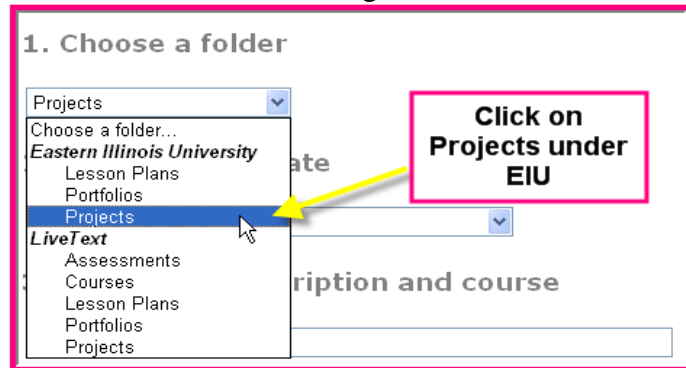 1. Choose a folder
Projects
Choose a folder...
Eastern Illinois University
Lesson Plans
Portfolios
Projects
LiveText
Assessments
Courses
Lesson Plans
Portfolios
Projects
Click on
Projects under
EIU
ate
ription and course